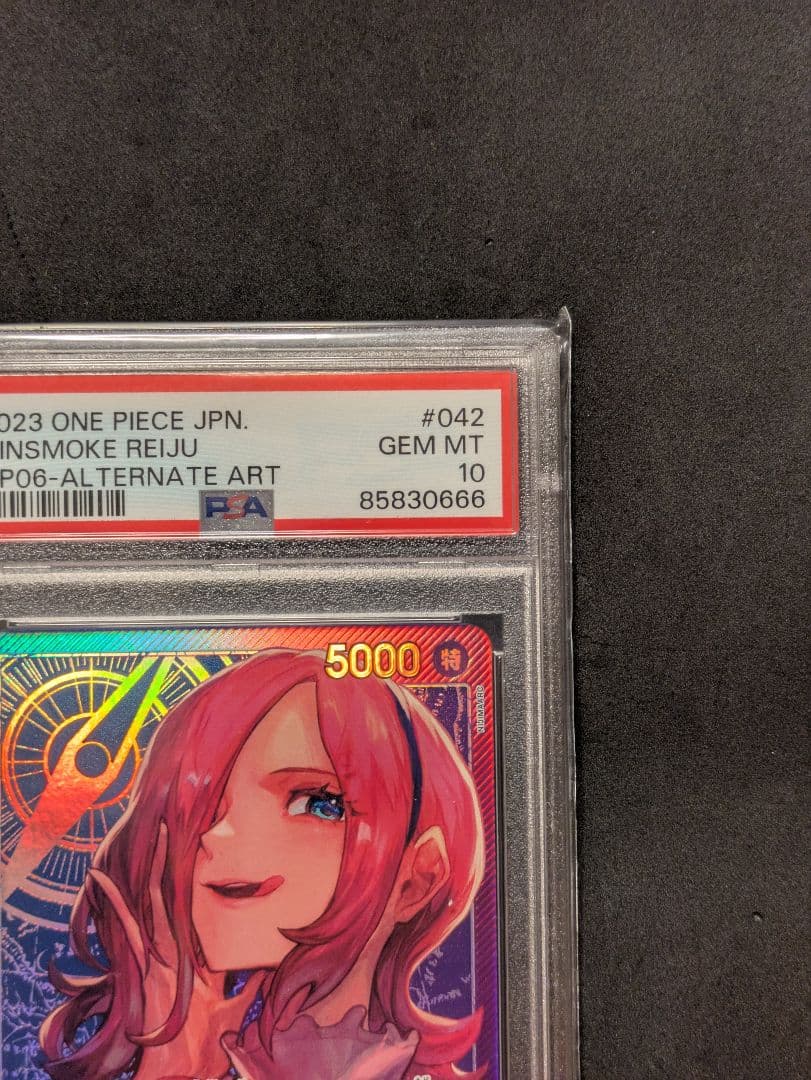 023 ONE PIECE JPN. #042
INSMOKE REIJU GEM MT
P06-ALTERNATE ART 10
PSA 85830666
5000 特